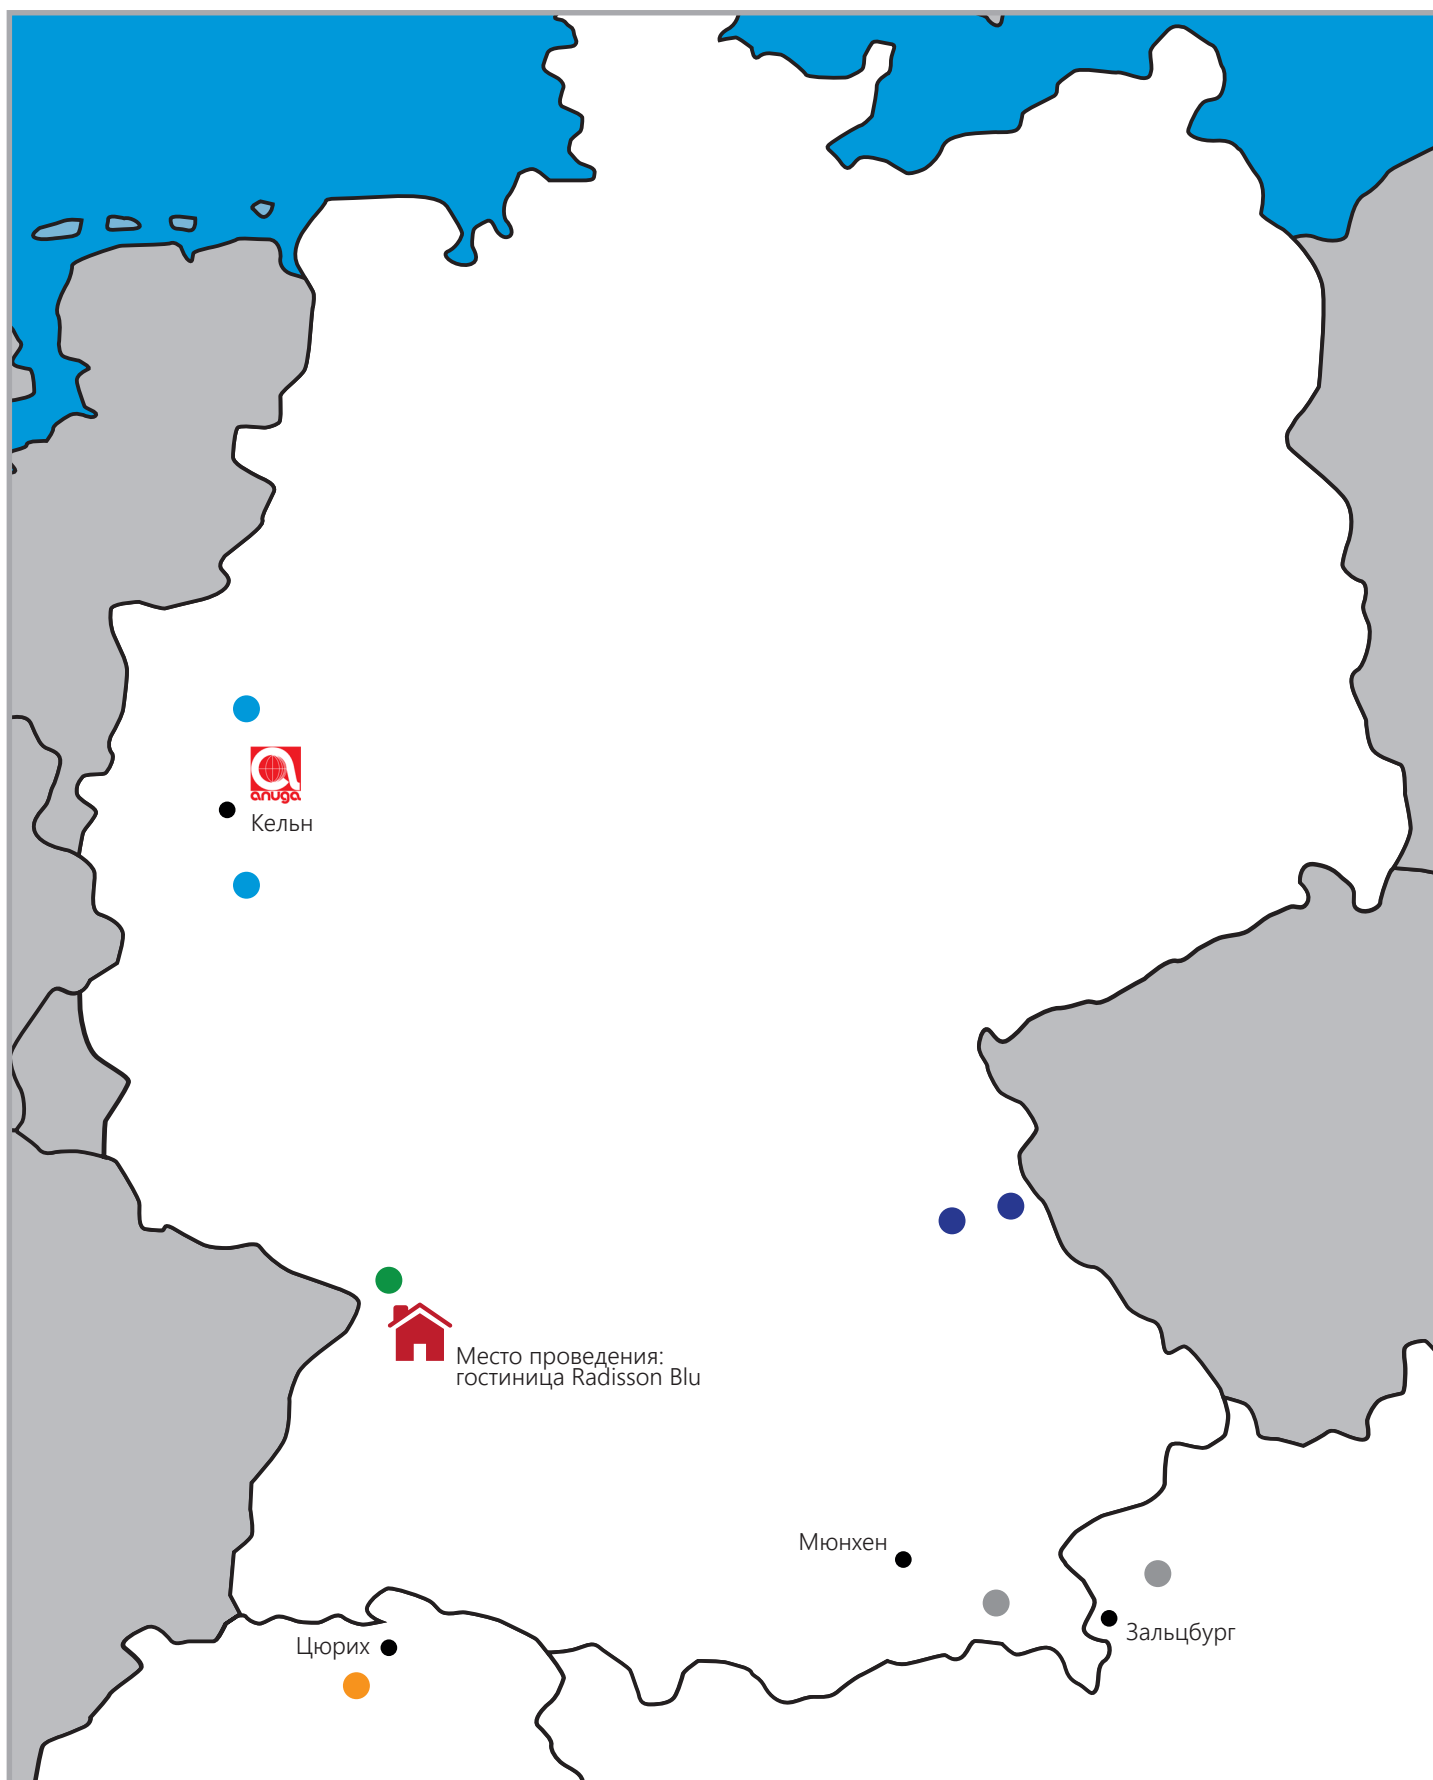 anuga
Кельн
Место проведения:
гостиница Radisson Blu
Мюнхен
Зальцбург
Цюрих